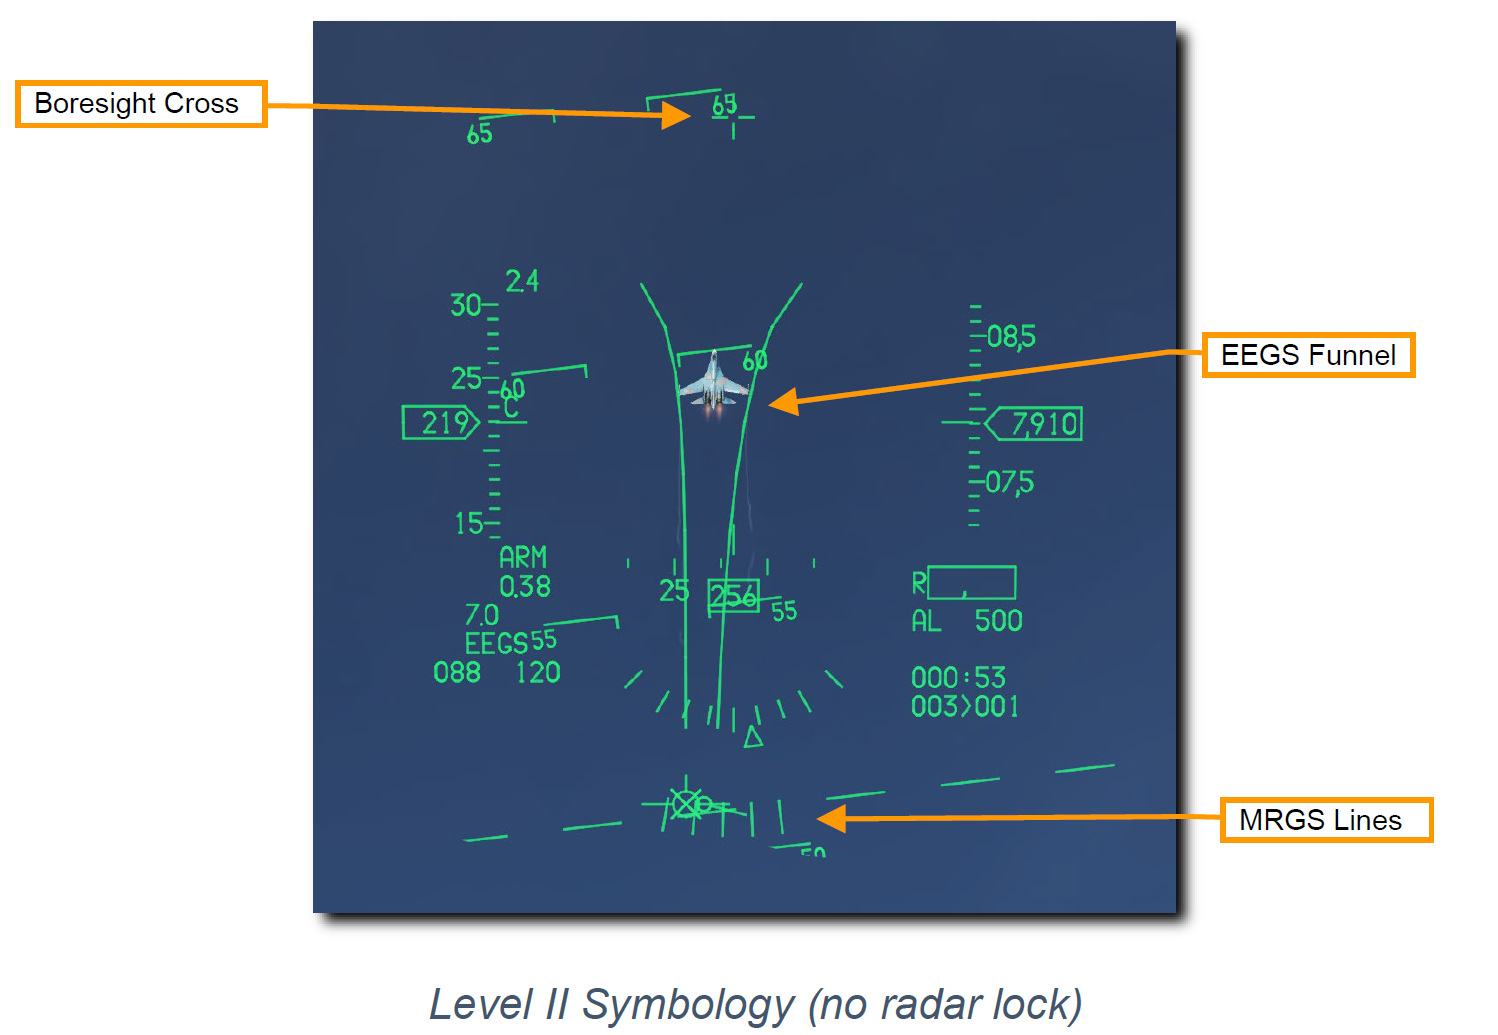 Boresight Cross
65
65
2.4
30
08,5
EEGS Funnel
60
25
60
C
219
7,910
07,5
15
ARM
0.38
25
256
55
R ,
7.0
AL 500
EEGS
55
088 120
000:53
003>001
MRGS Lines
50
Level II Symbology (no radar lock)